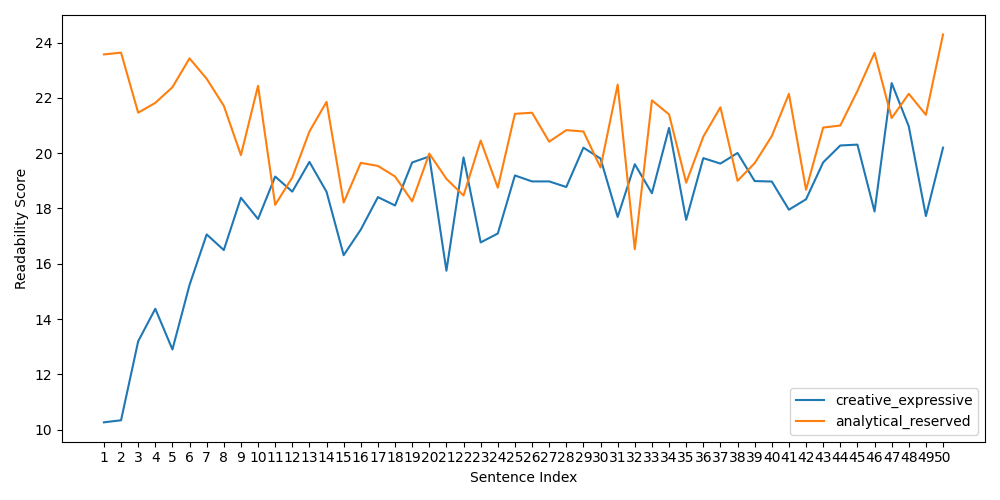 24
22
20
18
16
14
12
10
Readability Score
1 2 3 4 5 6 7 8 9 10 11 12 13 14 15 16 17 18 19 20 21 22 23 24 25 26 27 28 29 30 31 32 33 34 35 36 37 38 39 40 41 42 43 44 45 46 47 48 49 50
Sentence Index
creative_expressive
analytical_reserved